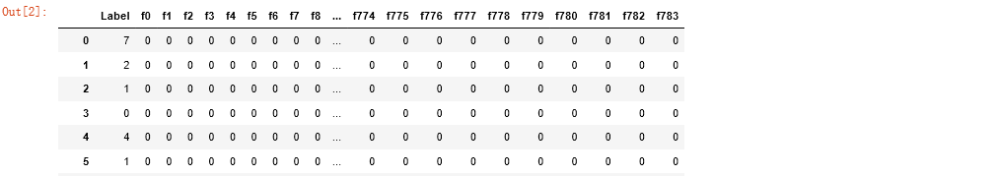 Out[2]:
Label f0 f1 f2 f3 f4 f5 f6 f7 f8 ... f774 f775 f776 f777 f778 f779 f780 f781 f782 f783
0 7 0 0 0 0 0 0 0 0 0 ... 0 0 0 0 0 0 0 0 0 0
1 2 0 0 0 0 0 0 0 0 0 ... 0 0 0 0 0 0 0 0 0 0
2 1 0 0 0 0 0 0 0 0 0 ... 0 0 0 0 0 0 0 0 0 0
3 0 0 0 0 0 0 0 0 0 0 ... 0 0 0 0 0 0 0 0 0 0
4 4 0 0 0 0 0 0 0 0 0 ... 0 0 0 0 0 0 0 0 0 0
5 1 0 0 0 0 0 0 0 0 0 ... 0 0 0 0 0 0 0 0 0 0